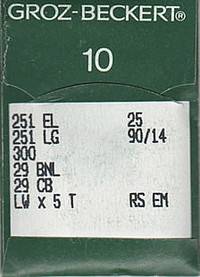 GROZ-BECKERT®
10
251 EL 25
251 LG 90/14
300
29 BNL
29 CB
LW x 5 T RS EM